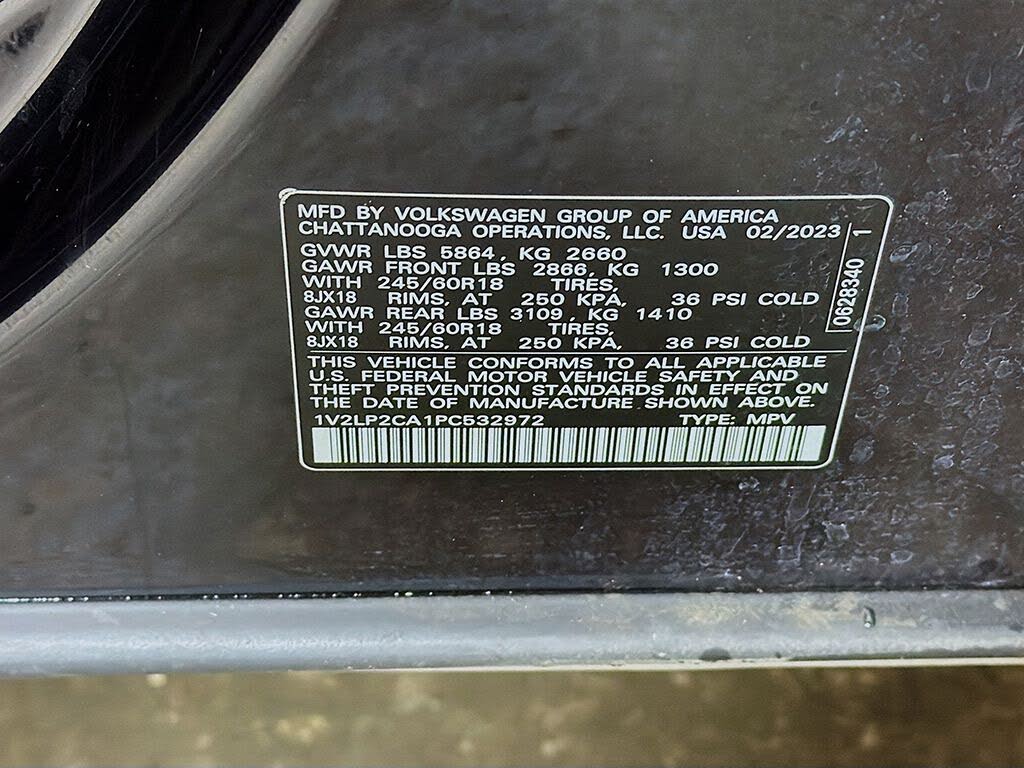 MFD BY VOLKSWAGEN GROUP OF AMERICA
CHATTANOOGA OPERATIONS, LLC. USA 02/2023
GVWR LBS 5864, KG 2660
GAWR FRONT LBS 2866, KG 1300
WITH 245/60R18 TIRES,
8JX18 RIMS, AT 250 KPA, 36 PSI COLD
GAWR REAR LBS 3109, KG 1410
WITH 245/60R18 TIRES,
8JX18 RIMS, AT 250 KPA, 36 PSI COLD
THIS VEHICLE CONFORMS TO ALL APPLICABLE
U.S. FEDERAL MOTOR VEHICLE SAFETY AND
THEFT PREVENTION STANDARDS IN EFFECT ON
THE DATE OF MANUFACTURE SHOWN ABOVE.
1V2LP2CA1PC532972 TYPE: MPV
0628340 1